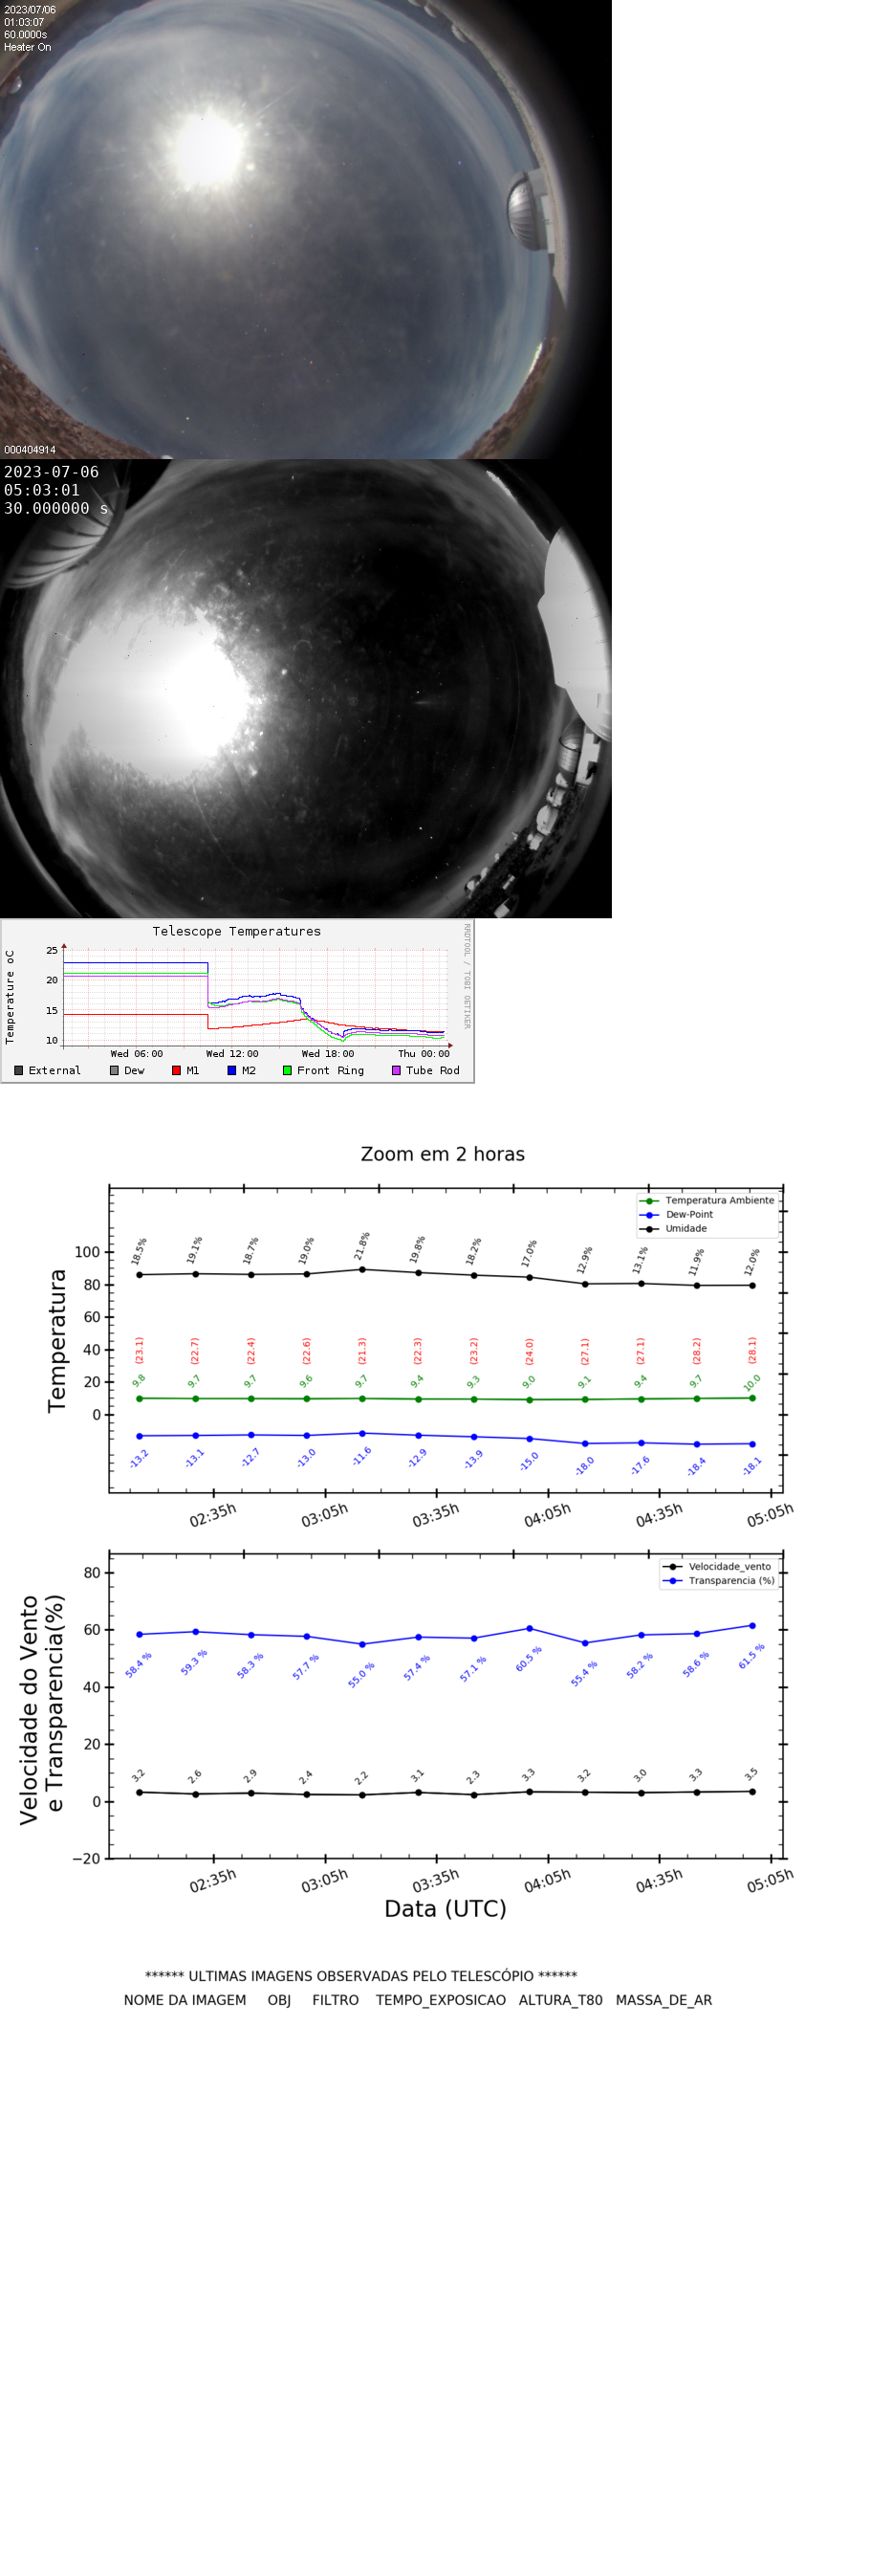 2023/07/06
01:03:07
60.0000s
Heater On
000404914
2023-07-06
05:03:01
30.000000 s
Telescope Temperatures
RRDTOOL / TOBI OETIKER
Temperature oC
25
20
15
10
Wed 06:00 Wed 12:00 Wed 18:00 Thu 00:00
External Dew M1 M2 Front Ring Tube Rod
Zoom em 2 horas
Temperatura Ambiente
Dew-Point
Umidade
Temperatura
100
80
60
40
20
0
18.5% 19.1% 18.7% 19.0% 21.8% 19.8% 18.2% 17.0% 12.9% 13.1% 11.9% 12.0%
(23.1) (22.7) (22.4) (22.6) (21.3) (22.3) (23.2) (24.0) (27.1) (27.1) (28.2) (28.1)
9.8 9.7 9.7 9.6 9.7 9.4 9.3 9.0 9.1 9.4 9.7 10.0
-13.2 -13.1 -12.7 -13.0 -11.6 -12.9 -13.9 -15.0 -18.0 -17.6 -18.4 -18.1
02:35h 03:05h 03:35h 04:05h 04:35h 05:05h
Velocidade_vento
Transparencia (%)
Velocidade do Vento
e Transparencia(%)
80
60
40
20
0
−20
58.4 % 59.3 % 58.3 % 57.7 % 55.0 % 57.4 % 57.1 % 60.5 % 55.4 % 58.2 % 58.6 % 61.5 %
3.2 2.6 2.9 2.4 2.2 3.1 2.3 3.3 3.2 3.0 3.3 3.5
02:35h 03:05h 03:35h 04:05h 04:35h 05:05h
Data (UTC)
****** ULTIMAS IMAGENS OBSERVADAS PELO TELESCÓPIO ******
NOME DA IMAGEM OBJ FILTRO TEMPO_EXPOSICAO ALTURA_T80 MASSA_DE_AR